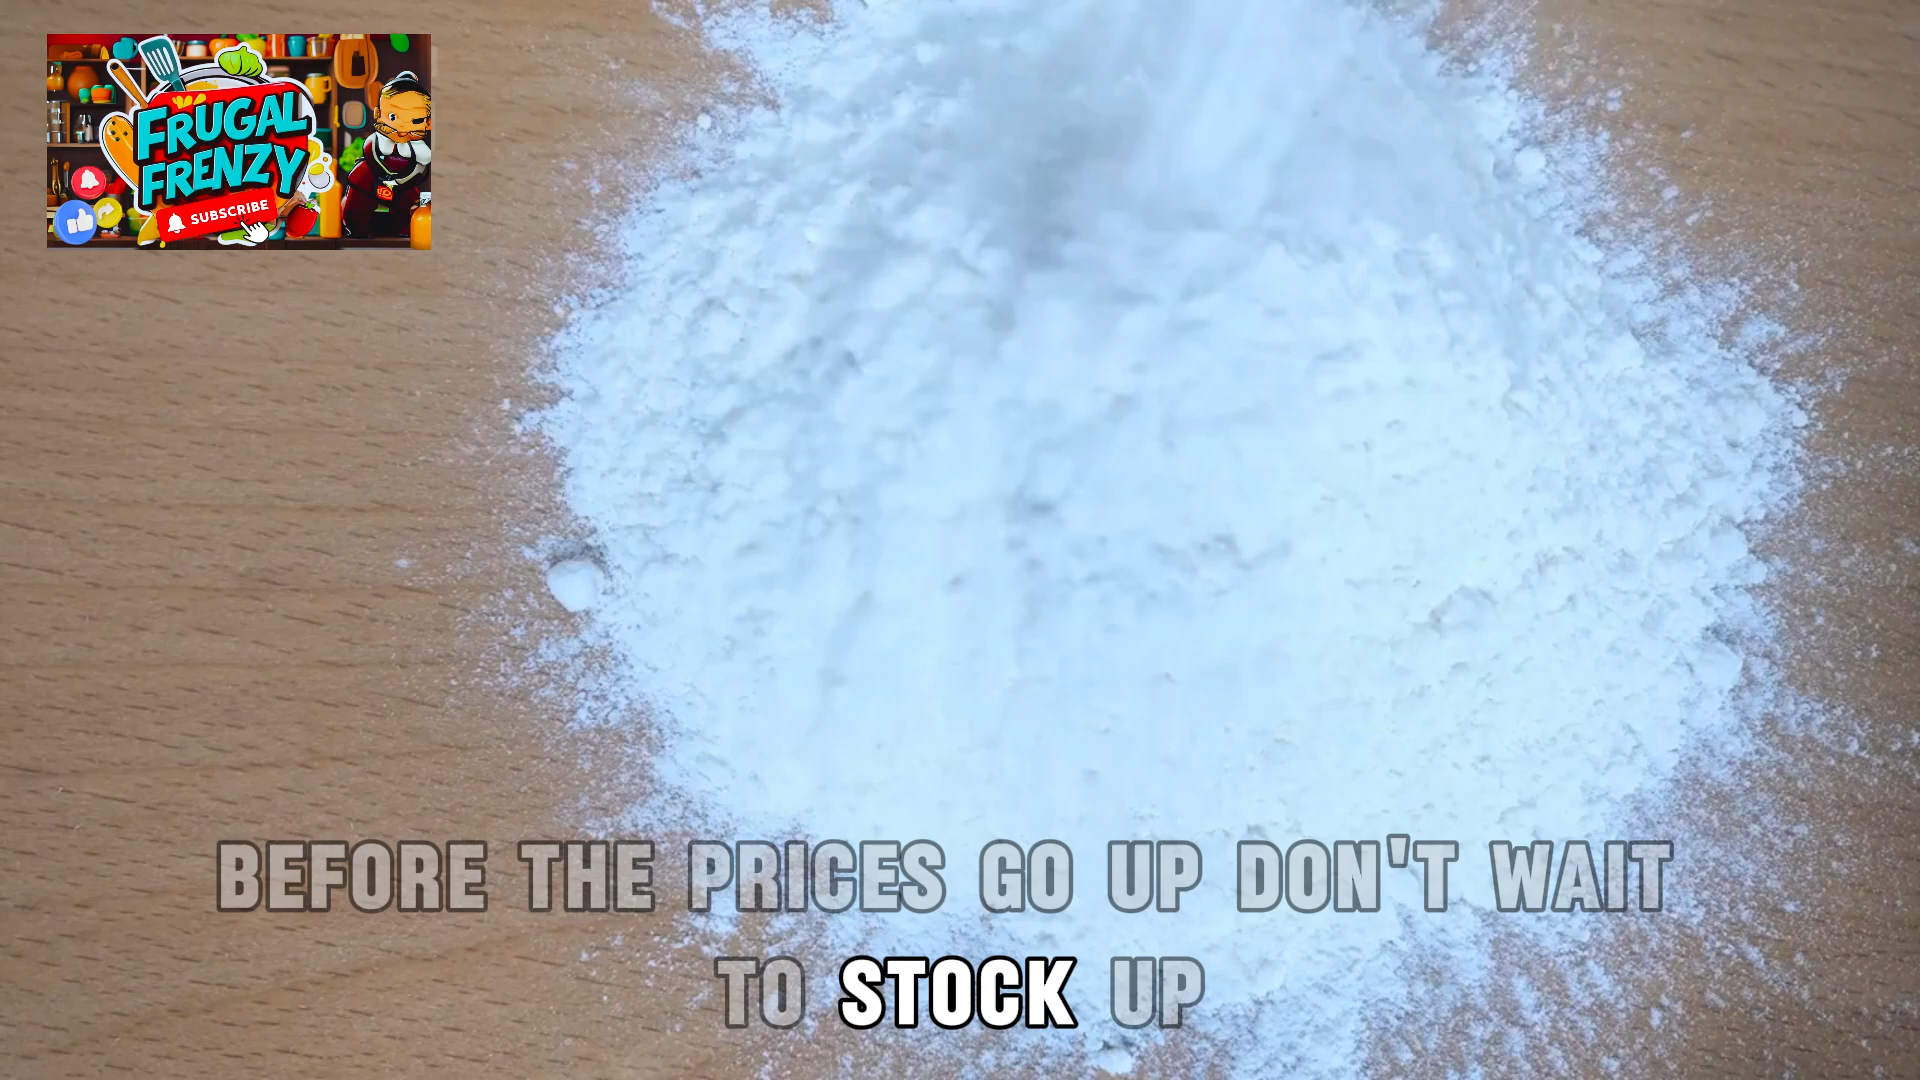 FRUGAL
FRENZY
SUBSCRIBE
BEFORE THE PRICES GO UP DON'T WAIT
TO STOCK UP